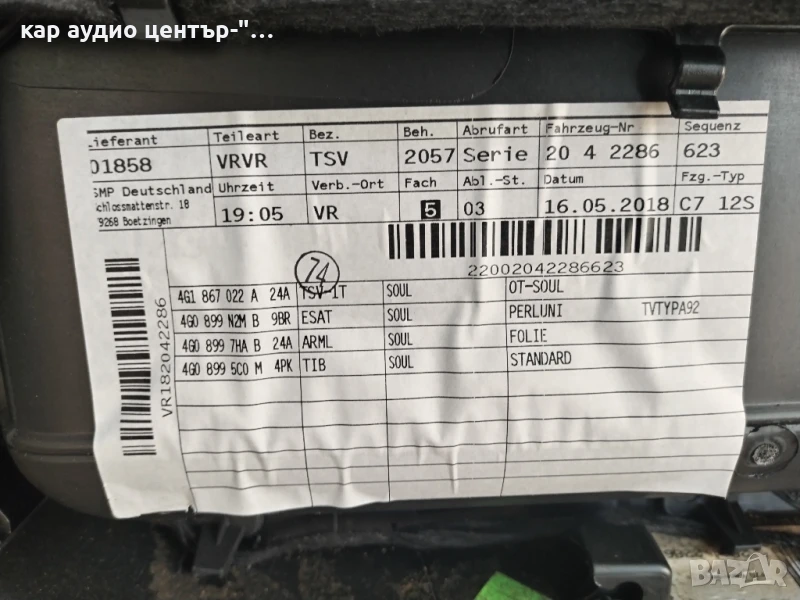 кар аудио център-"...
ieferant Teileart Bez. Beh. Abrufart Fahrzeug-Nr Sequenz
01858 VRVR TSV 2057 Serie 20 4 2286 623
SMP Deutschland Uhrzeit Verb.-Ort Fach Abl.-St. Datum Fzg.-Typ
chlossmattenstr. 18
9268 Boetzingen 19:05 VR 5 03 16.05.2018 C7 12S
22002042286623
74
4G1 867 022 A 24A TSV-1T SOUL OT-SOUL
4G0 899 N2M B 9BR ESAT SOUL PERLUNI TVTYPA92
4G0 899 7HA B 24A ARML SOUL FOLIE
4G0 899 5C0 M 4PK TIB SOUL STANDARD
VR182042286
BAZAR